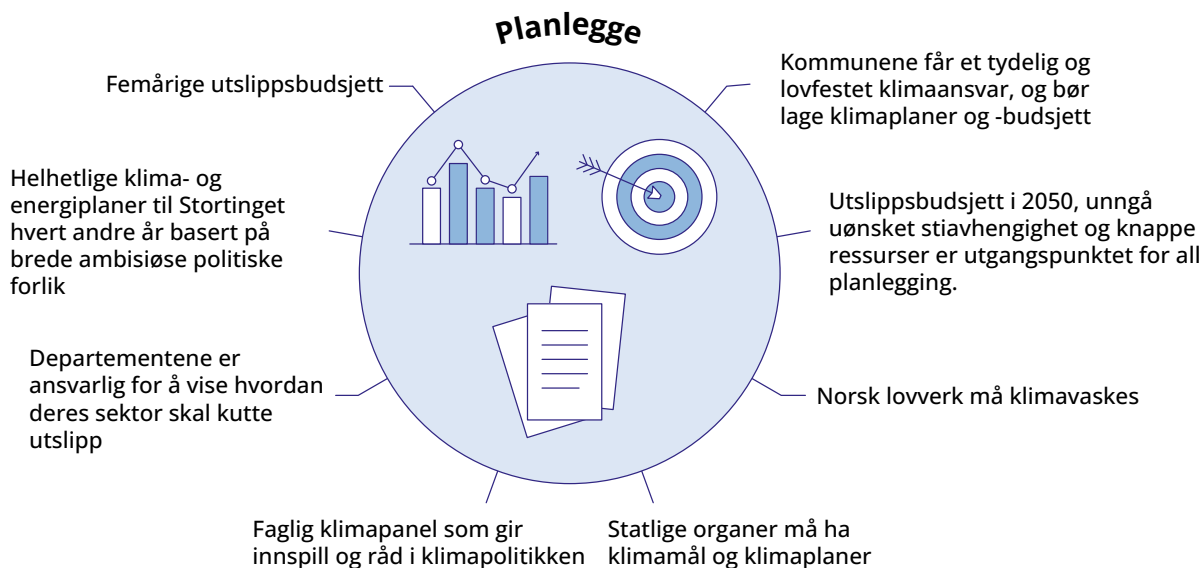 Planlegge
Femårige utslippsbudsjett
Kommunene får et tydelig og
lovfestet klimaansvar, og bør
lage klimaplaner og -budsjett
Helhetlige klima- og
energiplaner til Stortinget
hvert andre år basert på
brede ambisiøse politiske
forlik
Utslippsbudsjett i 2050, unngå
uønsket stiavhengighet og knappe
ressurser er utgangspunktet for all
planlegging.
Departementene er
ansvarlig for å vise hvordan
deres sektor skal kutte
utslipp
Norsk lovverk må klimavaskes
Faglig klimapanel som gir
innspill og råd i klimapolitikken
Statlige organer må ha
klimamål og klimaplaner